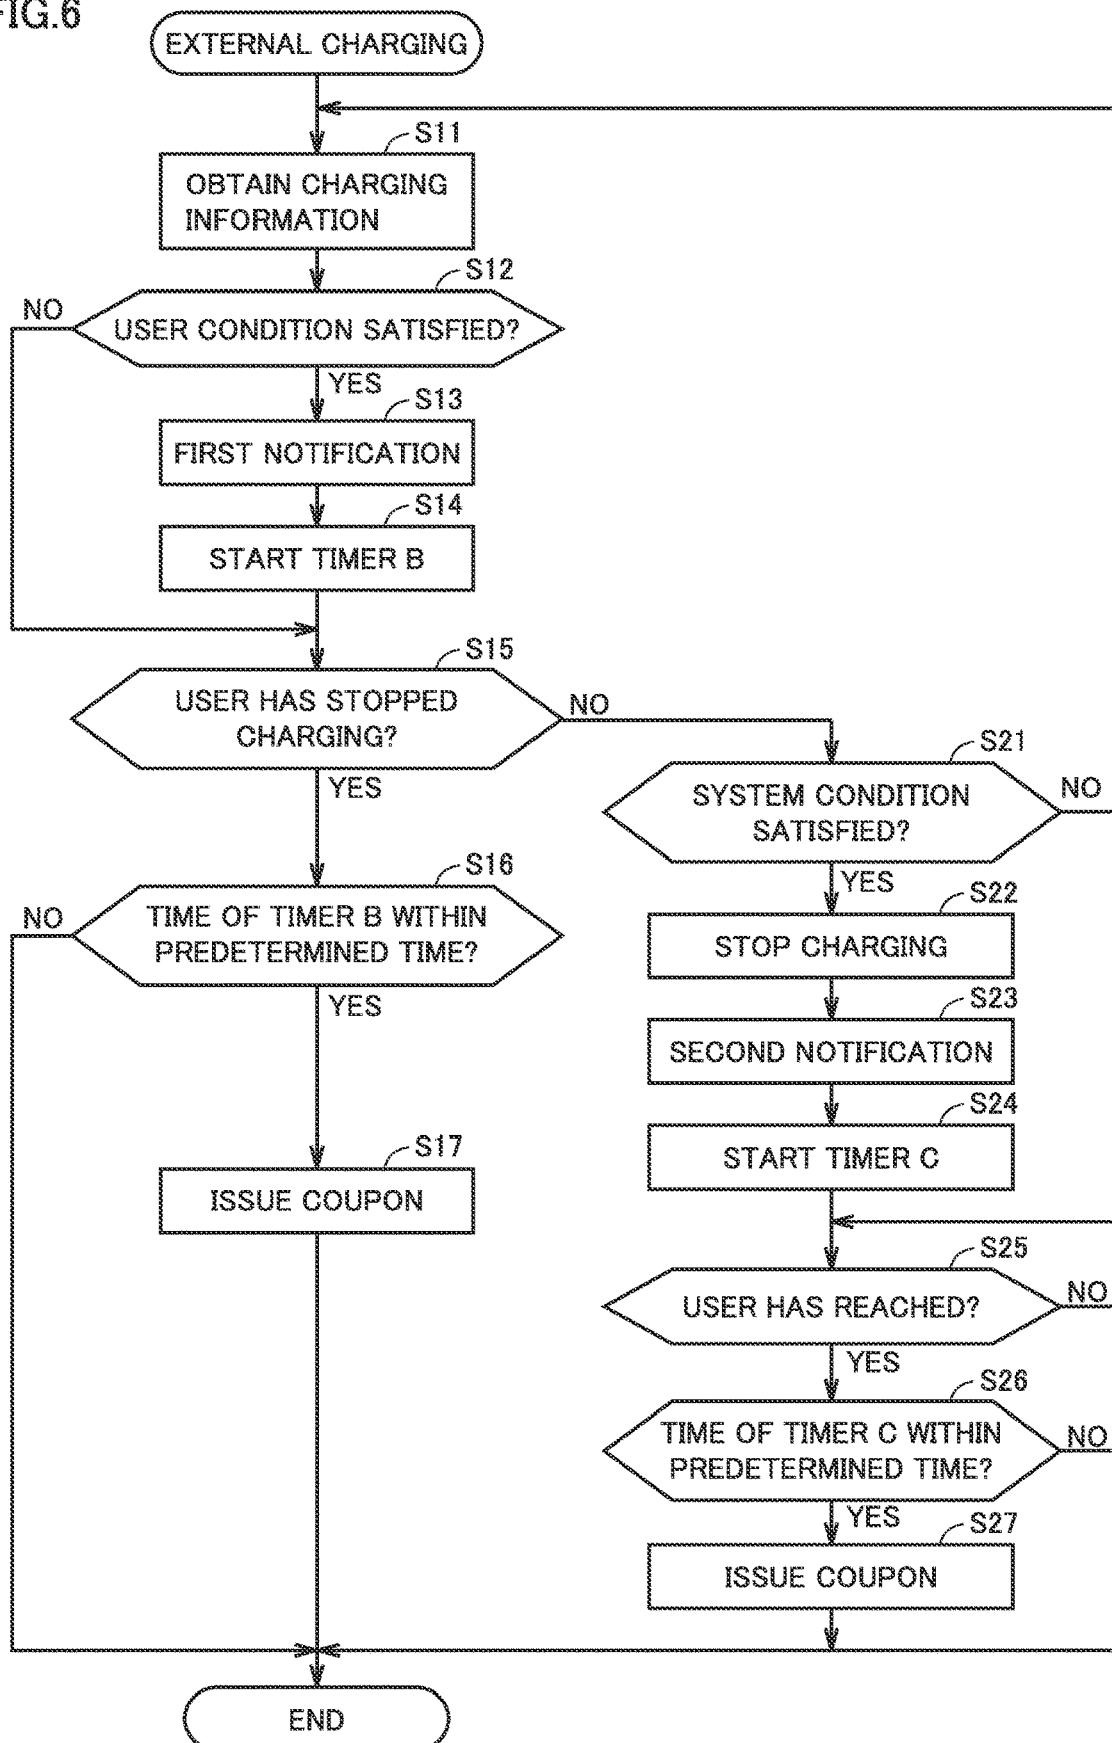 FIG.6
EXTERNAL CHARGING
S11
OBTAIN CHARGING
INFORMATION
S12
NO
USER CONDITION SATISFIED?
YES
S13
FIRST NOTIFICATION
S14
START TIMER B
S15
USER HAS STOPPED
CHARGING?
NO
YES
S21
SYSTEM CONDITION
SATISFIED?
NO
YES
S16
NO
TIME OF TIMER B WITHIN
PREDETERMINED TIME?
YES
S22
STOP CHARGING
S23
SECOND NOTIFICATION
S24
START TIMER C
S17
ISSUE COUPON
S25
USER HAS REACHED?
NO
YES
S26
TIME OF TIMER C WITHIN
PREDETERMINED TIME?
NO
YES
S27
ISSUE COUPON
END